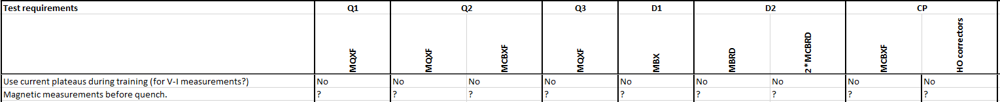 Test requirements Q1 Q2 Q3 D1 D2 CP
MQXF MQXF MCBXF MQXF MBX MBRD 2*MCBRD MCBXF HO correctors
Use current plateaus during training (for V-I measurements?) No No No No No No No No No
Magnetic measurements before quench. ? ? ? ? ? ? ? ? ?